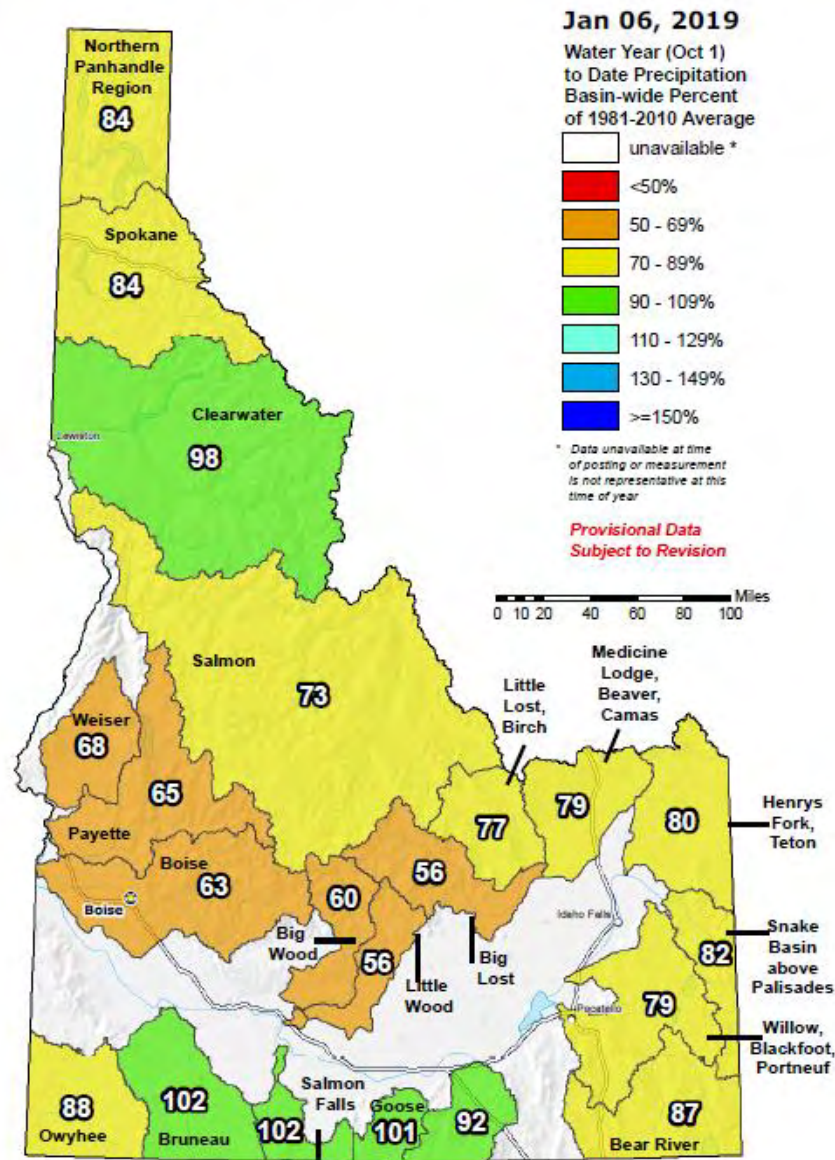 Jan 06, 2019
Water Year (Oct 1)
to Date Precipitation
Basin-wide Percent
of 1981-2010 Average
unavailable *
<50%
50 - 69%
70 - 89%
90 - 109%
110 - 129%
130 - 149%
>=150%
* Data unavailable at time
of posting or measurement
is not representative at this
time of year
Provisional Data
Subject to Revision
0 10 20 40 60 80 100 Miles
Northern
Panhandle
Region
84
Spokane
84
Clearwater
98
Lewiston
Salmon
73
Weiser
68
65
Payette
Boise
63
Boise
Big
Wood
60
56
Little
Wood
56
Big
Lost
Little
Lost,
Birch
77
Medicine
Lodge,
Beaver,
Camas
79
80
Henrys
Fork,
Teton
Idaho Falls
82
Snake
Basin
above
Palisades
79
Pocatello
Willow,
Blackfoot,
Portneuf
88
Owyhee
102
Bruneau
102
Salmon
Falls
Goose
101
92
87
Bear River